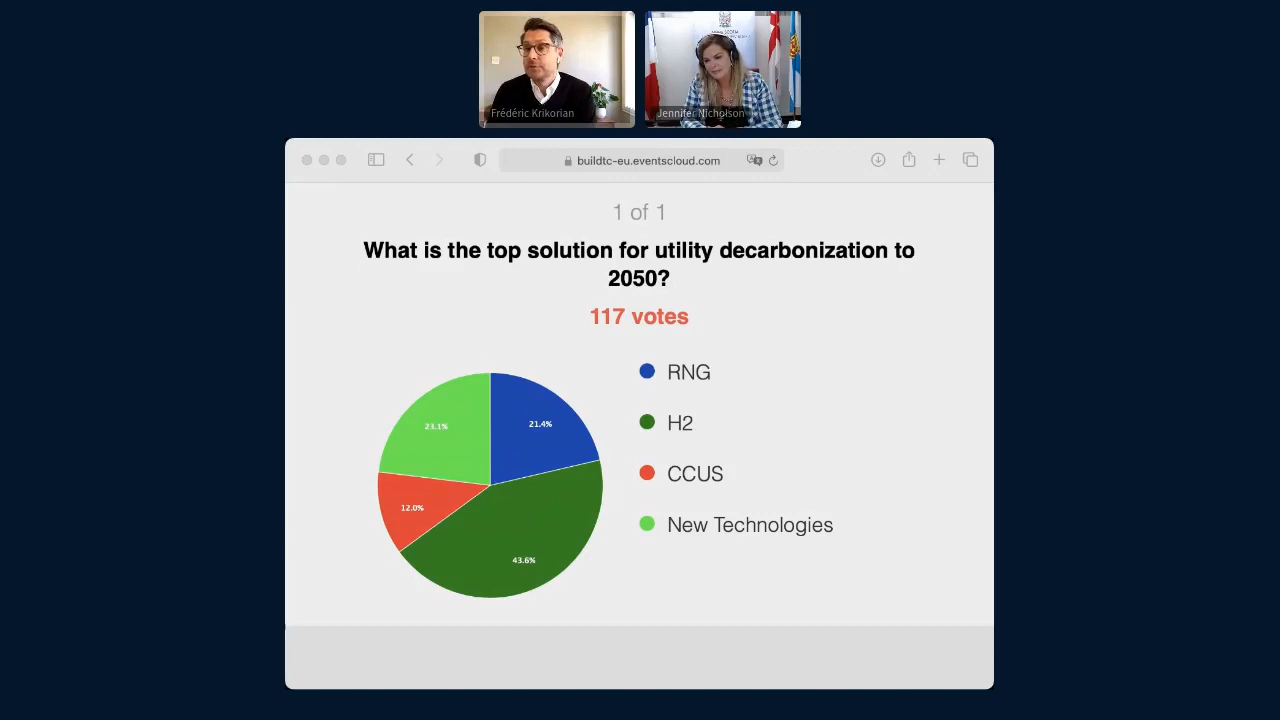 Frédéric Krikorian
Jennifer Nicholson
buildtc-eu.eventscloud.com
1 of 1
What is the top solution for utility decarbonization to
2050?
117 votes
RNG
H2
CCUS
New Technologies
23.1%
21.4%
12.0%
43.6%